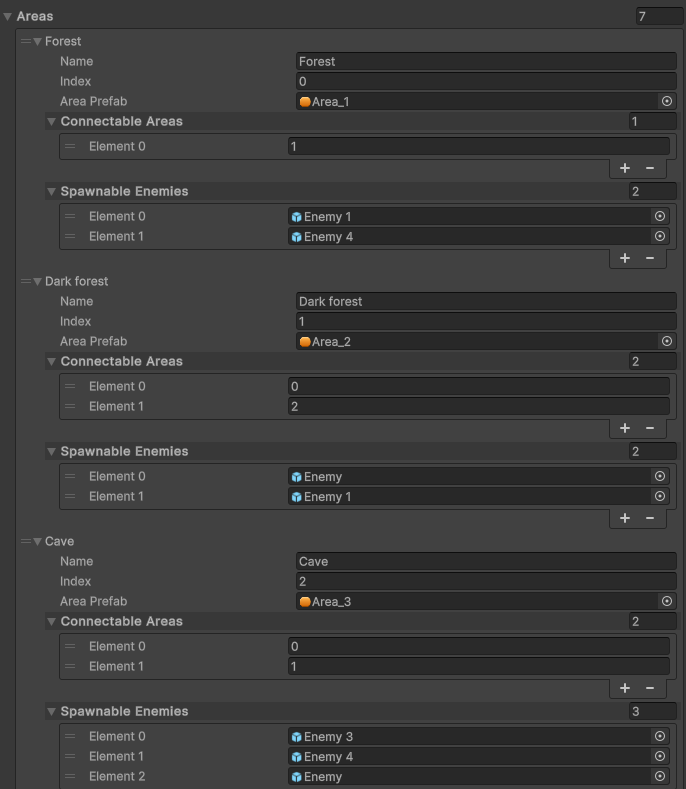 Areas 7
Forest
Name Forest
Index 0
Area Prefab Area_1
Connectable Areas 1
Element 0 1
+ −
Spawnable Enemies 2
Element 0 Enemy 1
Element 1 Enemy 4
+ −
Dark forest
Name Dark forest
Index 1
Area Prefab Area_2
Connectable Areas 2
Element 0 0
Element 1 2
+ −
Spawnable Enemies 2
Element 0 Enemy
Element 1 Enemy 1
+ −
Cave
Name Cave
Index 2
Area Prefab Area_3
Connectable Areas 2
Element 0 0
Element 1 1
+ −
Spawnable Enemies 3
Element 0 Enemy 3
Element 1 Enemy 4
Element 2 Enemy